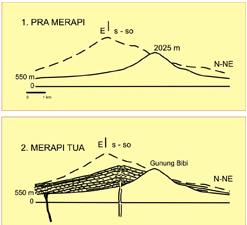 1. PRA MERAPI
E s - so
2025 m
N-NE
550 m
0
0 1 km
2. MERAPI TUA
E s - so
Gunung Bibi
N-NE
550 m
0